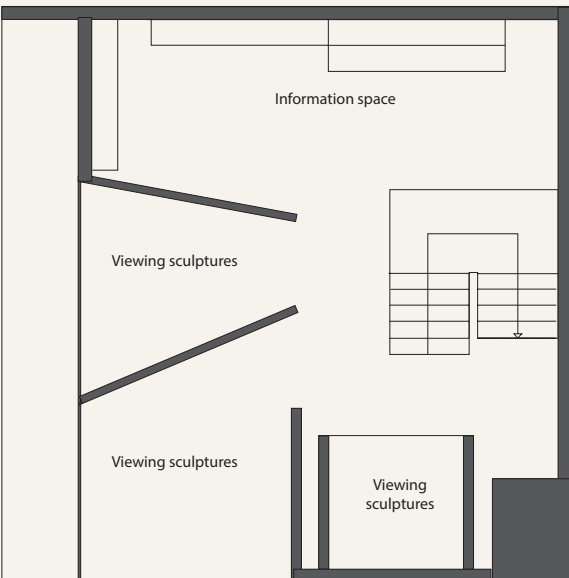 Information space
Viewing sculptures
Viewing sculptures
Viewing
sculptures